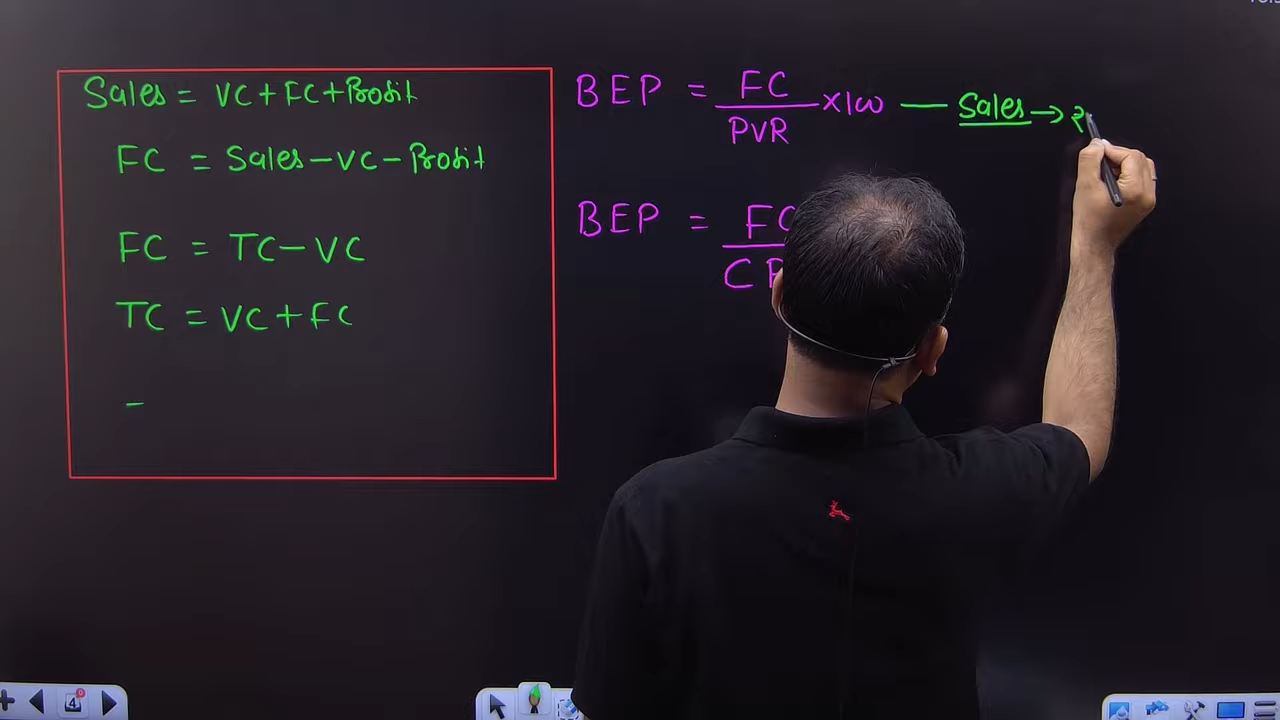 Sales = VC + FC + Profit
FC = Sales - VC - Profit
FC = TC - VC
TC = VC + FC
-
BEP = FC / PVR × 100 — Sales → ₹
BEP = FC / C P
4